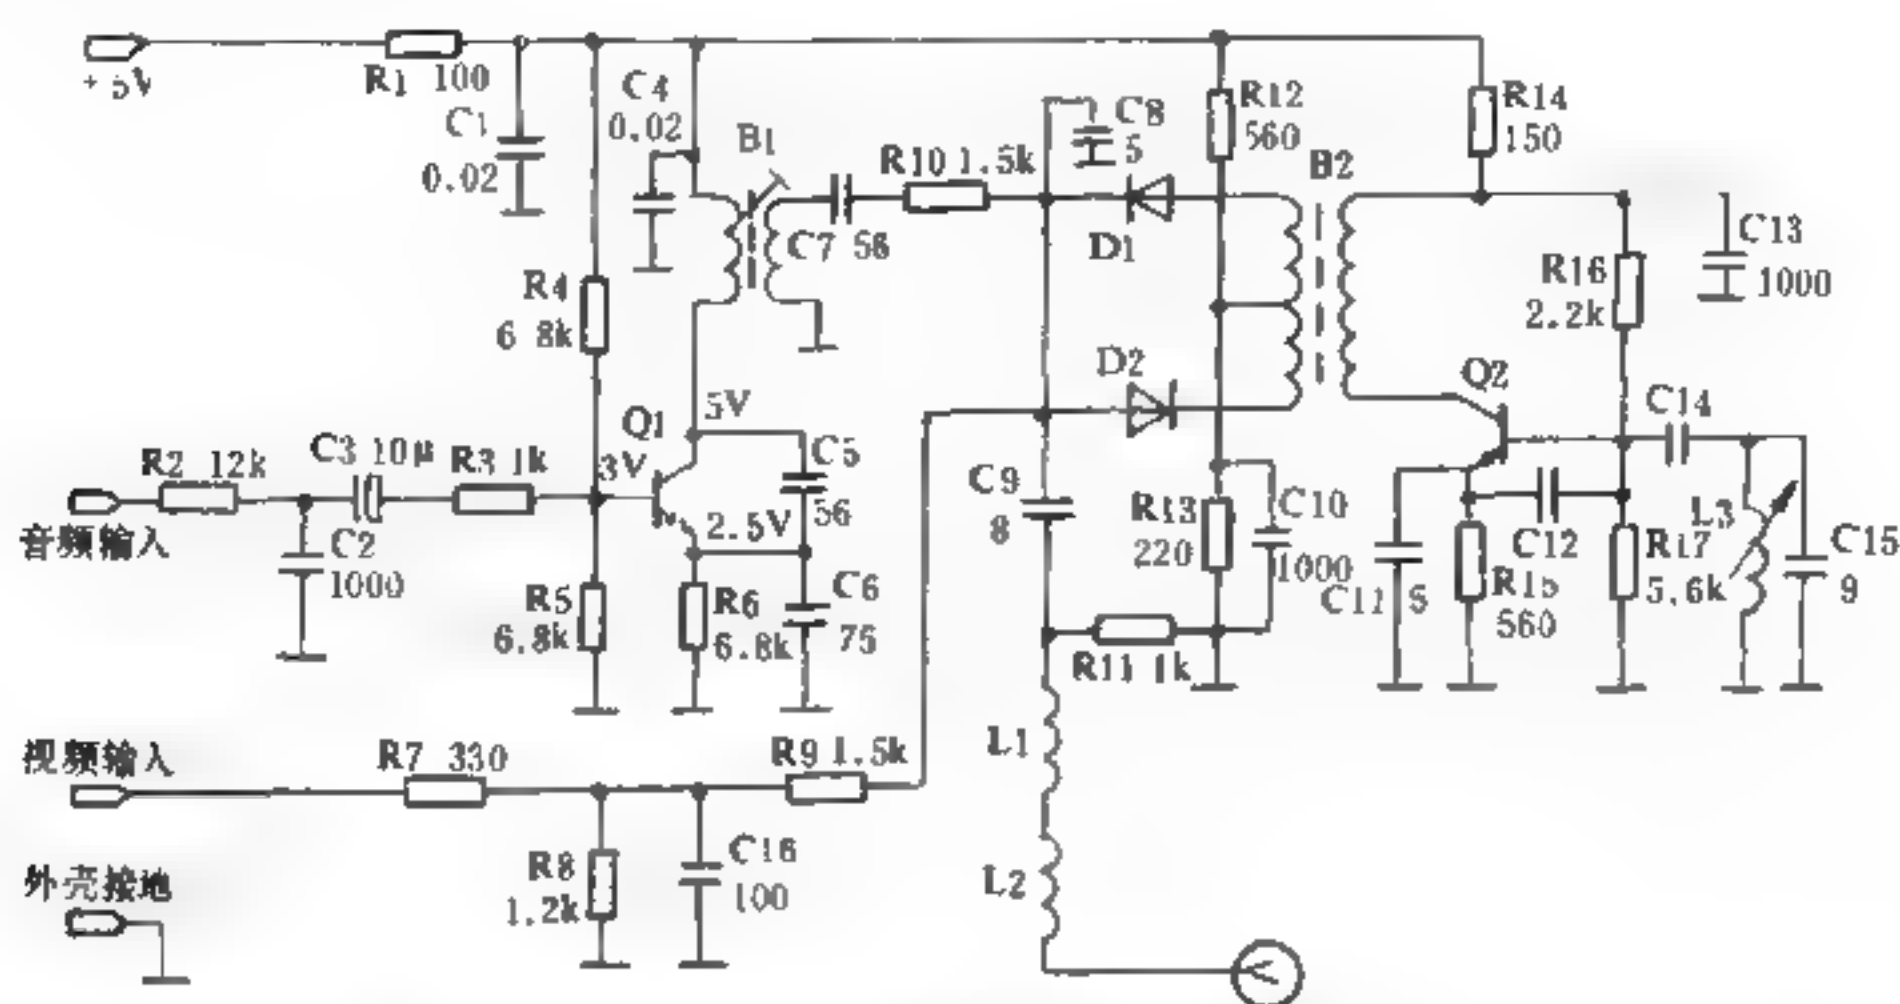 +5V
R1 100
C1
0.02
C4
0.02
B1
R10 1.5k
C8
5
R12
560
R14
150
B2
C7 56
D1
C13
1000
R16
2.2k
R4
6 8k
D2
Q2
C14
5V
Q1
3V
C5
56
2.5V
R2 12k
C3 10μ
R3 1k
音频输入
C2
1000
C9
8
R13
220
C10
1000
C11 5
C12
R15
560
R17
5.6k
L3
C15
9
R5
6.8k
R6
6.8k
C6
75
R11 1k
L1
视频输入
R7 330
R9 1.5k
R8
1.2k
C16
100
L2
外壳接地